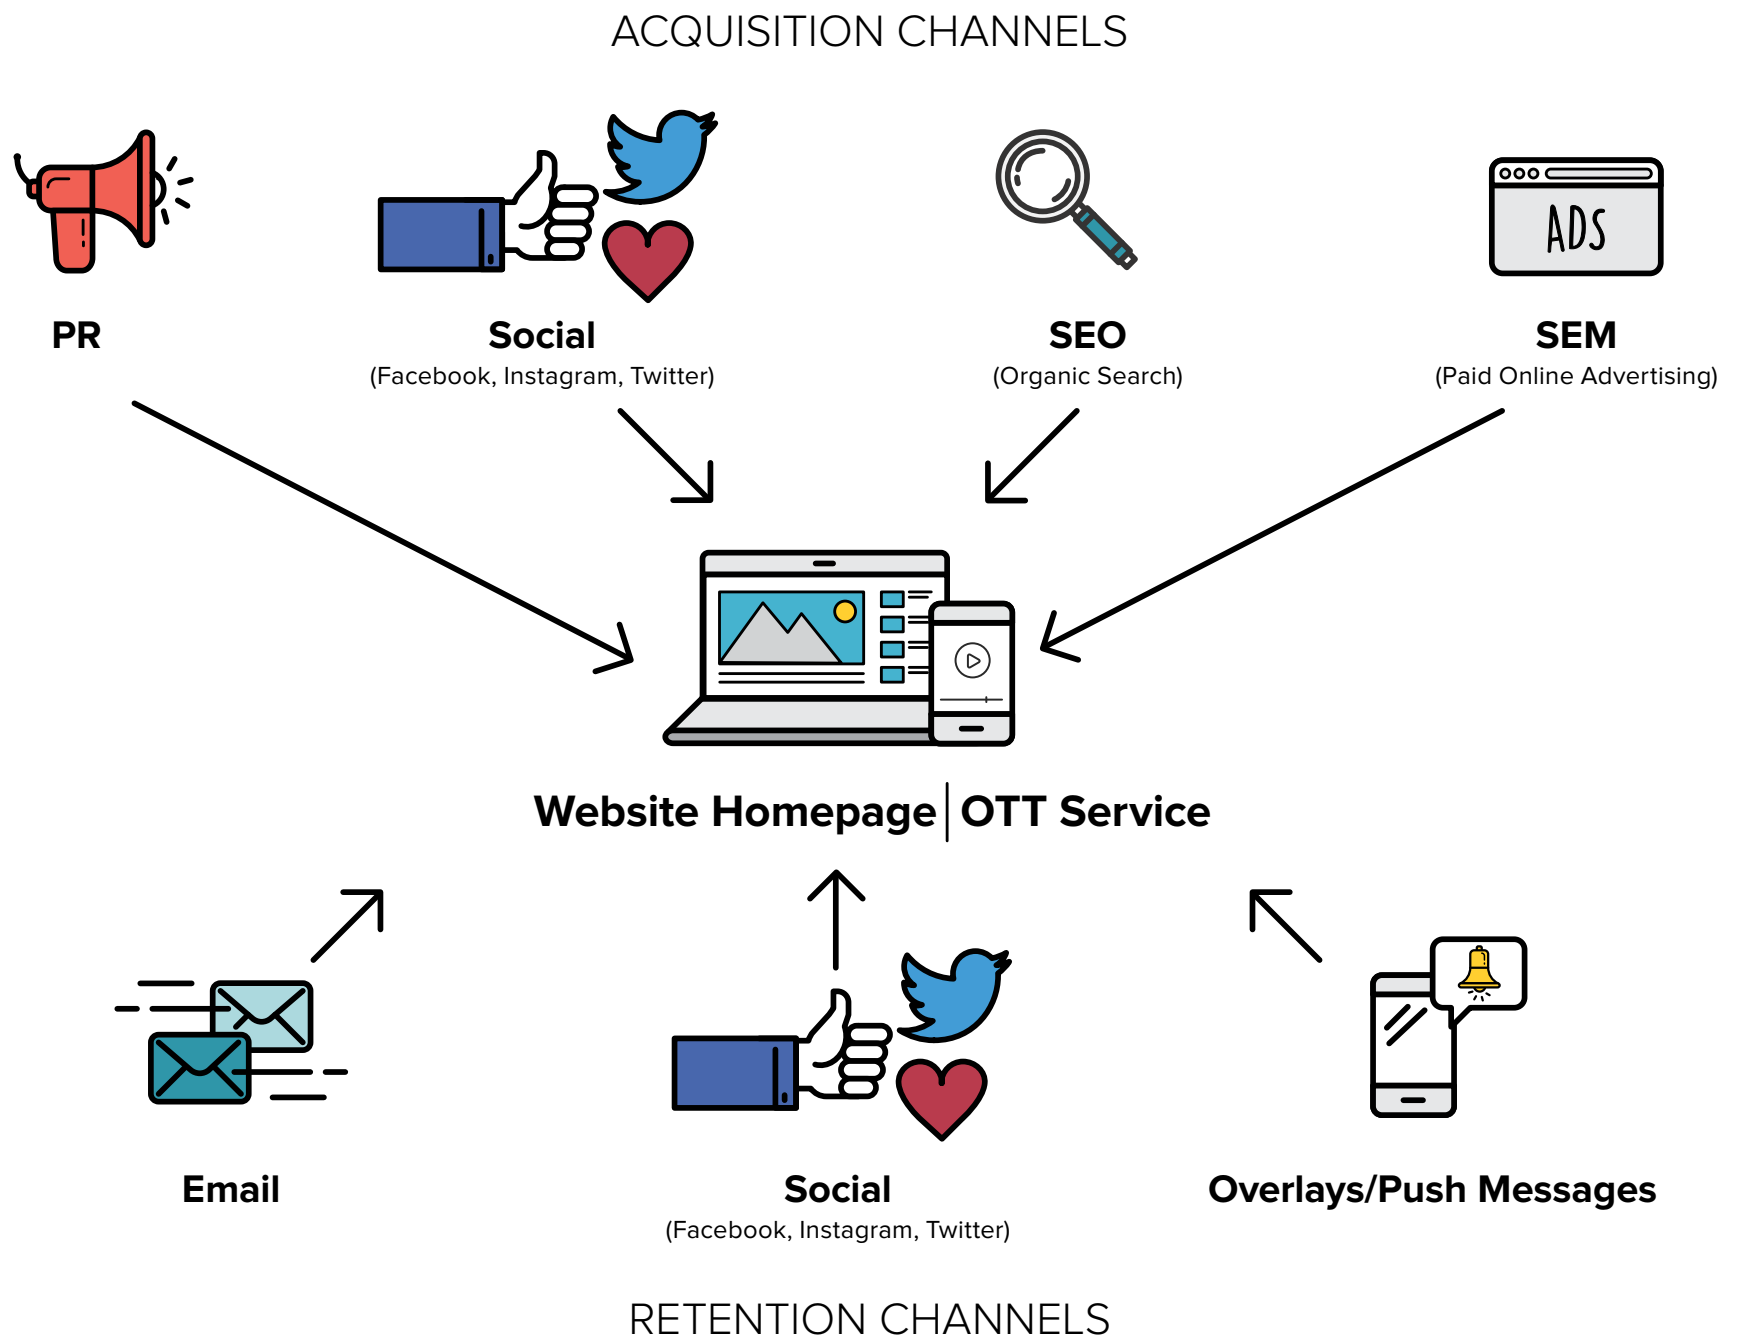 ACQUISITION CHANNELS
ADS
PR
Social
(Facebook, Instagram, Twitter)
SEO
(Organic Search)
SEM
(Paid Online Advertising)
Website Homepage | OTT Service
Email
Social
(Facebook, Instagram, Twitter)
Overlays/Push Messages
RETENTION CHANNELS